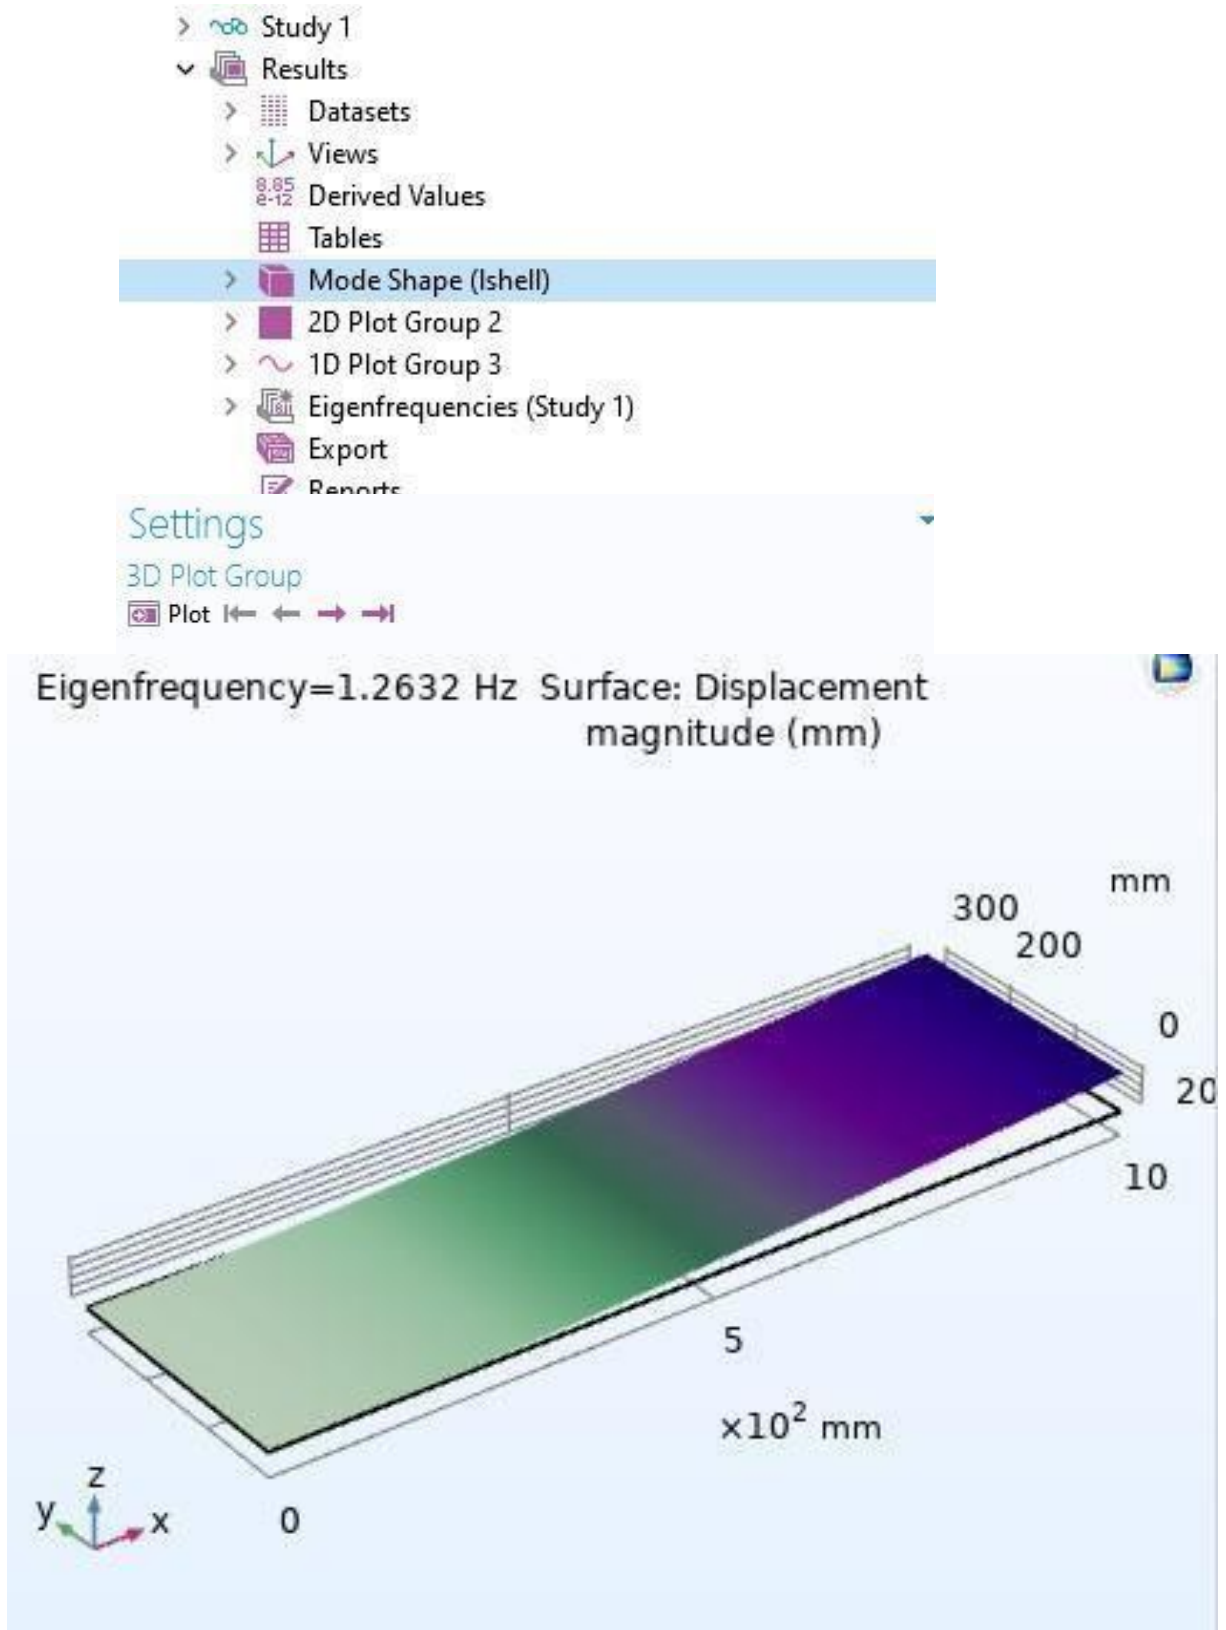 Study 1
Results
Datasets
Views
8.85
e-12 Derived Values
Tables
Mode Shape (lshell)
2D Plot Group 2
1D Plot Group 3
Eigenfrequencies (Study 1)
Export
Reports
Settings
3D Plot Group
Plot
Eigenfrequency=1.2632 Hz Surface: Displacement
magnitude (mm)
mm
300
200
0
20
10
5
×10² mm
z
y
x
0